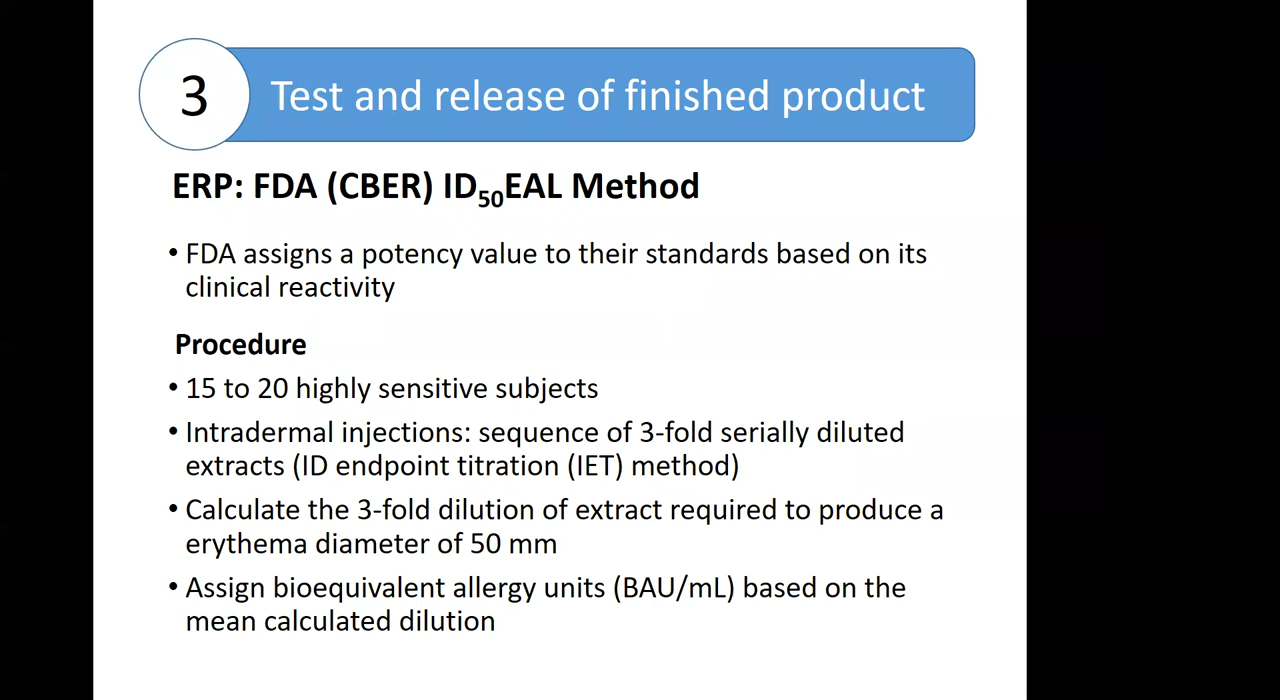 3
Test and release of finished product
ERP: FDA (CBER) ID50EAL Method
• FDA assigns a potency value to their standards based on its
clinical reactivity
Procedure
• 15 to 20 highly sensitive subjects
• Intradermal injections: sequence of 3-fold serially diluted
extracts (ID endpoint titration (IET) method)
• Calculate the 3-fold dilution of extract required to produce a
erythema diameter of 50 mm
• Assign bioequivalent allergy units (BAU/mL) based on the
mean calculated dilution